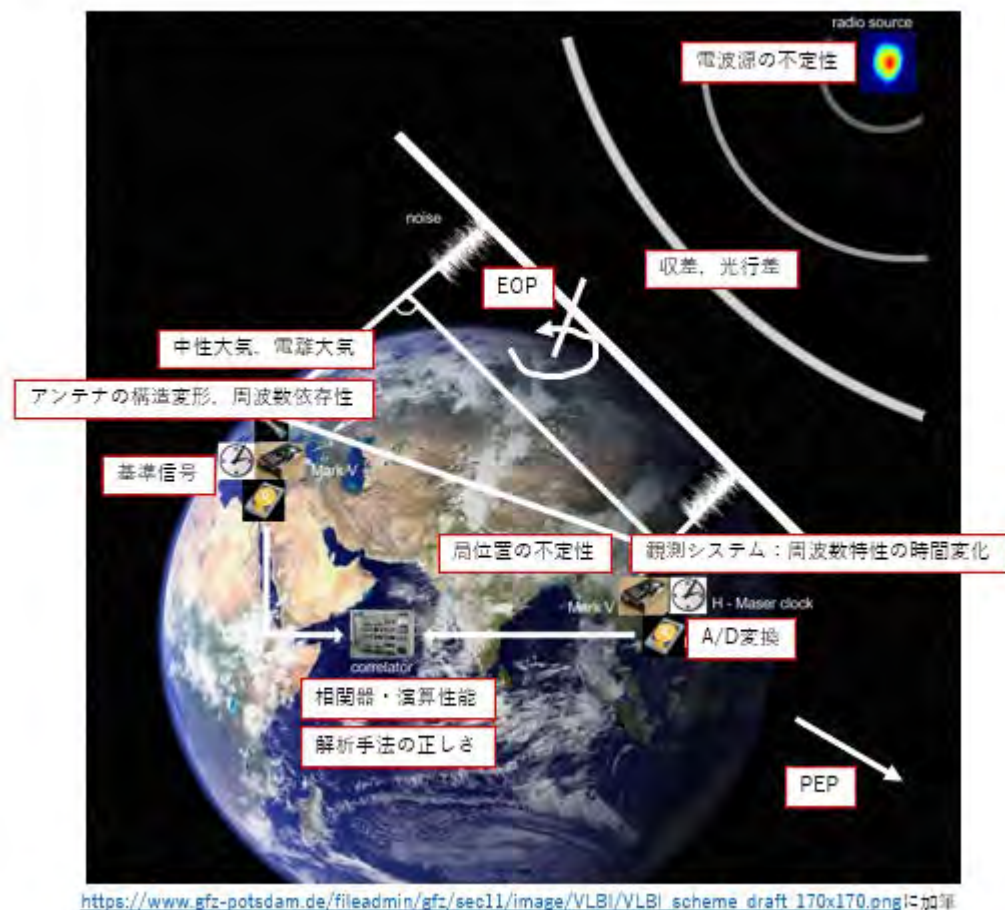 radio source
電波源の不定性
noise
収差，光行差
EOP
中性大気、電離大気
アンテナの構造変形，周波数依存性
基準信号
Mark V
局位置の不定性
観測システム：周波数特性の時間変化
Mark V
H - Maser clock
A/D変換
correlator
相関器・演算性能
解析手法の正しさ
PEP
https://www.gfz-potsdam.de/fileadmin/gfz/sec11/image/VLBI/VLBI_scheme_draft_170x170.pngに加筆